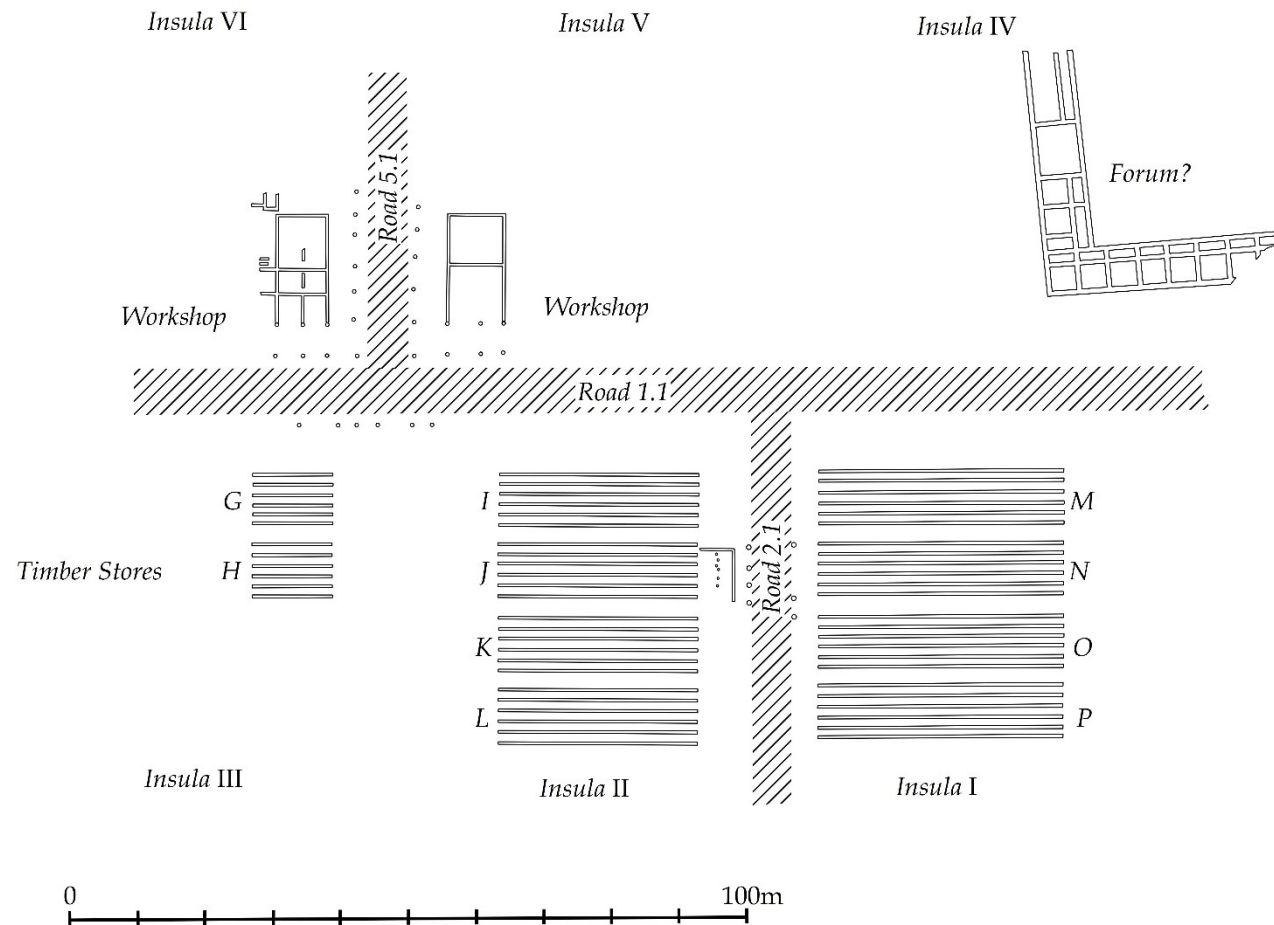 Insula VI
Insula V
Insula IV
Road 5.1
Forum?
Workshop
Workshop
Road 1.1
G
I
M
Timber Stores
H
J
Road 2.1
N
K
O
L
P
Insula III
Insula II
Insula I
0
100m